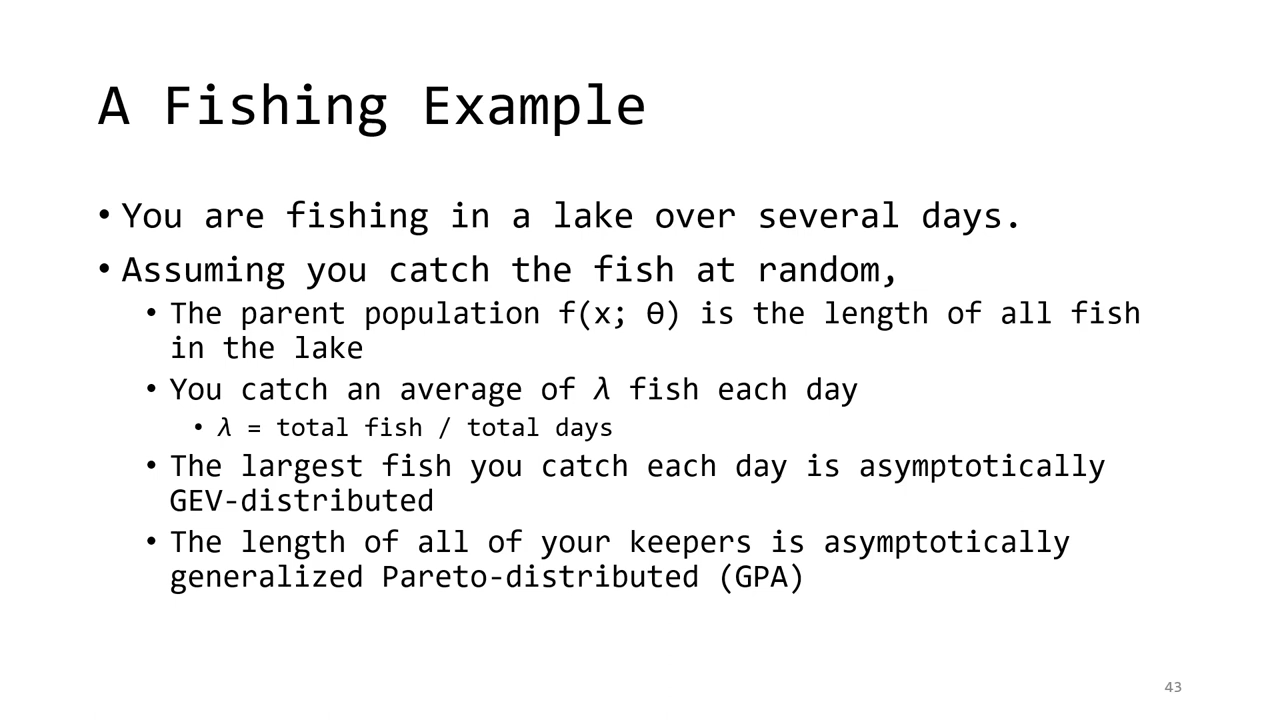 A Fishing Example
• You are fishing in a lake over several days.
• Assuming you catch the fish at random,
• The parent population f(x; Θ) is the length of all fish
in the lake
• You catch an average of λ fish each day
• λ = total fish / total days
• The largest fish you catch each day is asymptotically
GEV-distributed
• The length of all of your keepers is asymptotically
generalized Pareto-distributed (GPA)
43